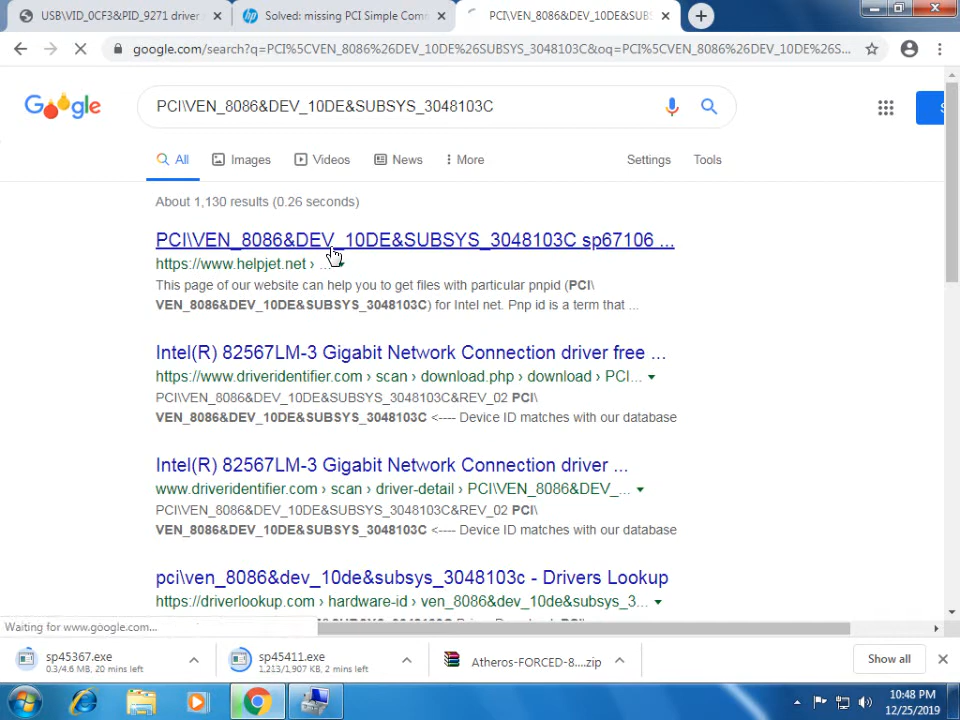 USB\VID_0CF3&PID_9271 driver
Solved: missing PCI Simple Com
PCI\VEN_8086&DEV_10DE&SUBS
google.com/search?q=PCI%5CVEN_8086%26DEV_10DE%26SUBSYS_3048103C&oq=PCI%5CVEN_8086%26DEV_10DE%26S...
Google
PCI\VEN_8086&DEV_10DE&SUBSYS_3048103C
All
Images
Videos
News
More
Settings
Tools
S
About 1,130 results (0.26 seconds)
PCI\VEN_8086&DEV_10DE&SUBSYS_3048103C sp67106 ...
https://www.helpjet.net › ...
This page of our website can help you to get files with particular pnpid (PCI\
VEN_8086&DEV_10DE&SUBSYS_3048103C) for Intel net. Pnp id is a term that ...
Intel(R) 82567LM-3 Gigabit Network Connection driver free ...
https://www.driveridentifier.com › scan › download.php › download › PCI...
PCI\VEN_8086&DEV_10DE&SUBSYS_3048103C&REV_02 PCI\
VEN_8086&DEV_10DE&SUBSYS_3048103C <---- Device ID matches with our database
Intel(R) 82567LM-3 Gigabit Network Connection driver ...
www.driveridentifier.com › scan › driver-detail › PCI\VEN_8086&DEV_...
PCI\VEN_8086&DEV_10DE&SUBSYS_3048103C&REV_02 PCI\
VEN_8086&DEV_10DE&SUBSYS_3048103C <---- Device ID matches with our database
pci\ven_8086&dev_10de&subsys_3048103c - Drivers Lookup
https://driverlookup.com › hardware-id › ven_8086&dev_10de&subsys_3...
Waiting for www.google.com...
sp45367.exe
0.3/4.6 MB, 20 mins left
sp45411.exe
1,213/1,907 KB, 2 mins left
Atheros-FORCED-8....zip
Show all
10:48 PM
12/25/2019